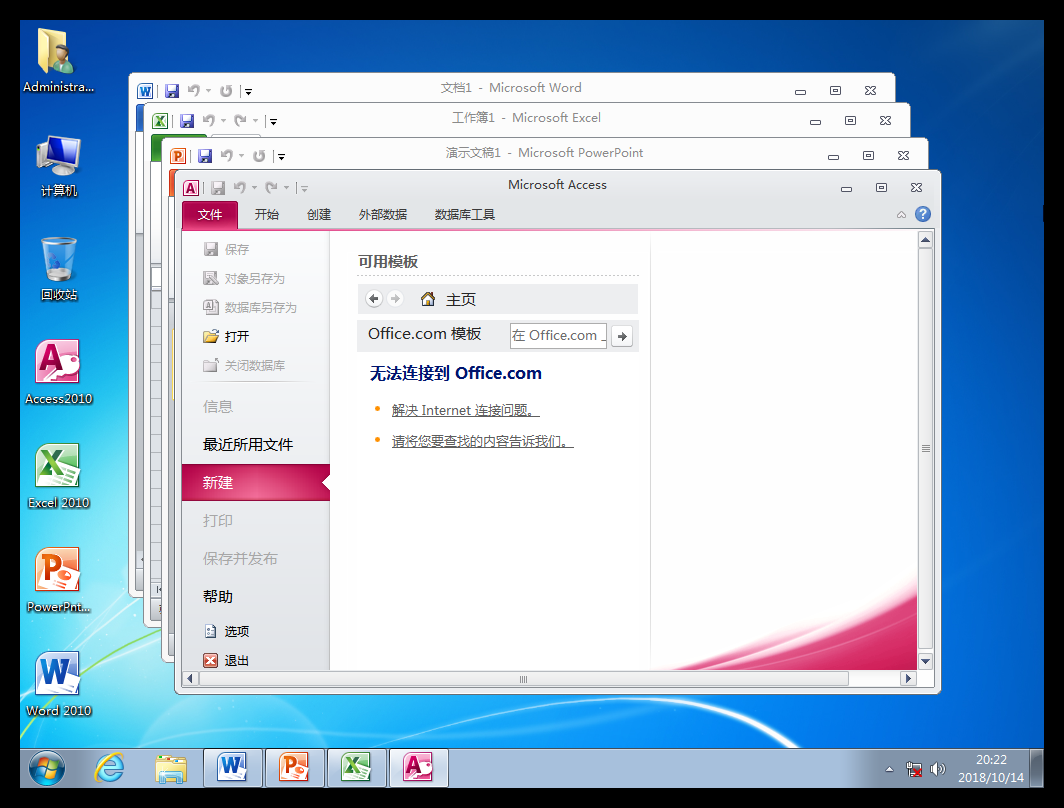 Administra...
计算机
回收站
Access2010
Excel 2010
PowerPnt...
Word 2010
文档1 - Microsoft Word
工作簿1 - Microsoft Excel
演示文稿1 - Microsoft PowerPoint
Microsoft Access
文件 开始 创建 外部数据 数据库工具
保存
对象另存为
数据库另存为
打开
关闭数据库
信息
最近所用文件
新建
打印
保存并发布
帮助
选项
退出
可用模板
主页
Office.com 模板 在 Office.com
无法连接到 Office.com
解决 Internet 连接问题。
请将您要查找的内容告诉我们。
20:22
2018/10/14